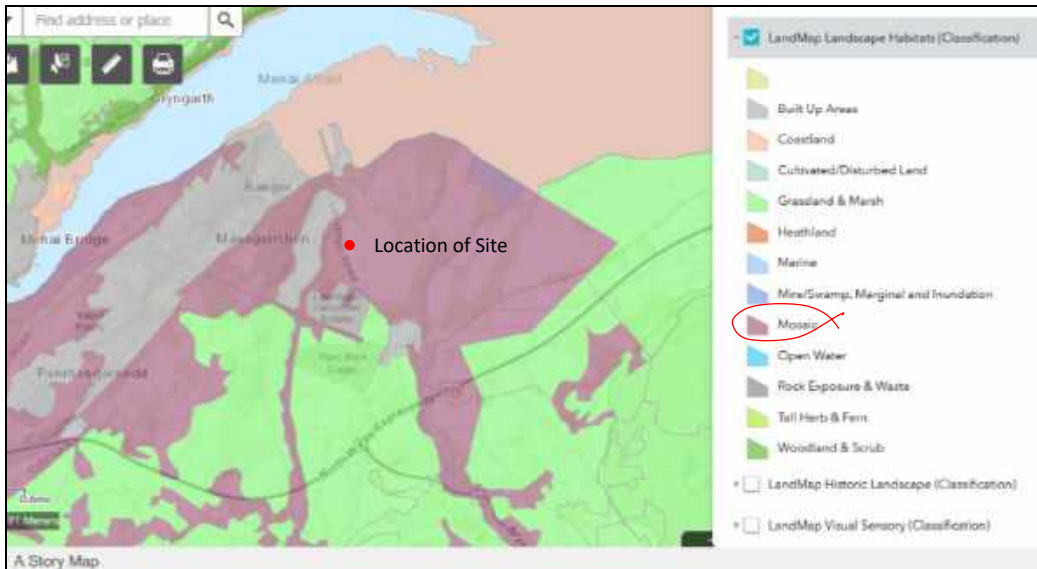 Find address or place
LandMap Landscape Habitats (Classification)
Menai Strait
Built Up Areas
Coastland
Bangor
Cultivated/Disturbed Land
Grassland & Marsh
Menai Bridge
Maesgeirchen
Location of Site
Heathland
Marine
Mire/Swamp, Marginal and Inundation
Mosaic
Open Water
Penrhosgarnedd
Rock Exposure & Waste
Tall Herb & Fern
Woodland & Scrub
LandMap Historic Landscape (Classification)
LandMap Visual Sensory (Classification)
A Story Map